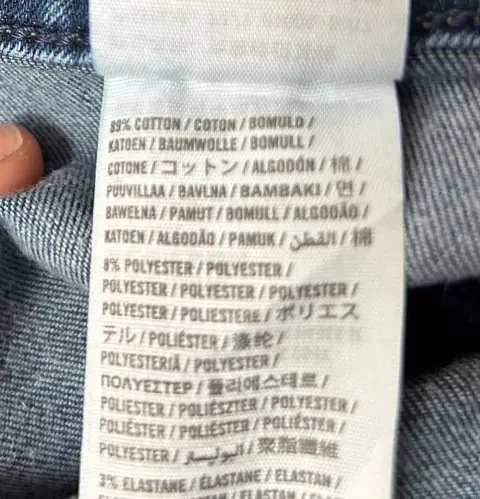 89% COTTON / COTON / BOMULD /
KATOEN / BAUMWOLLE / BOMULL /
COTONE / コットン / ALGODÓN / 棉 /
PUUVILLAA / BAVLNA / BAMBAKI / 면 /
BAWEŁNA / PAMUT / BOMULL / ALGODÃO /
KATOEN / ALGODÃO / PAMUK / القطن / 棉
8% POLYESTER / POLYESTER /
POLYESTER / POLYESTER / POLYESTER /
POLYESTER / POLIESTERE / ポリエス
テル / POLIÉSTER / 涤纶 /
POLYESTERIÄ / POLYESTER /
ΠΟΛΥΕΣΤΕΡ / 폴리에스테르 /
POLIESTER / POLIÉSZTER / POLYESTER /
POLIÉSTER / POLYESTER / POLIÉSTER /
POLYESTER / البوليستر / 聚脂纖維
3% ELASTANE / ÉLASTANE / ELASTAN /